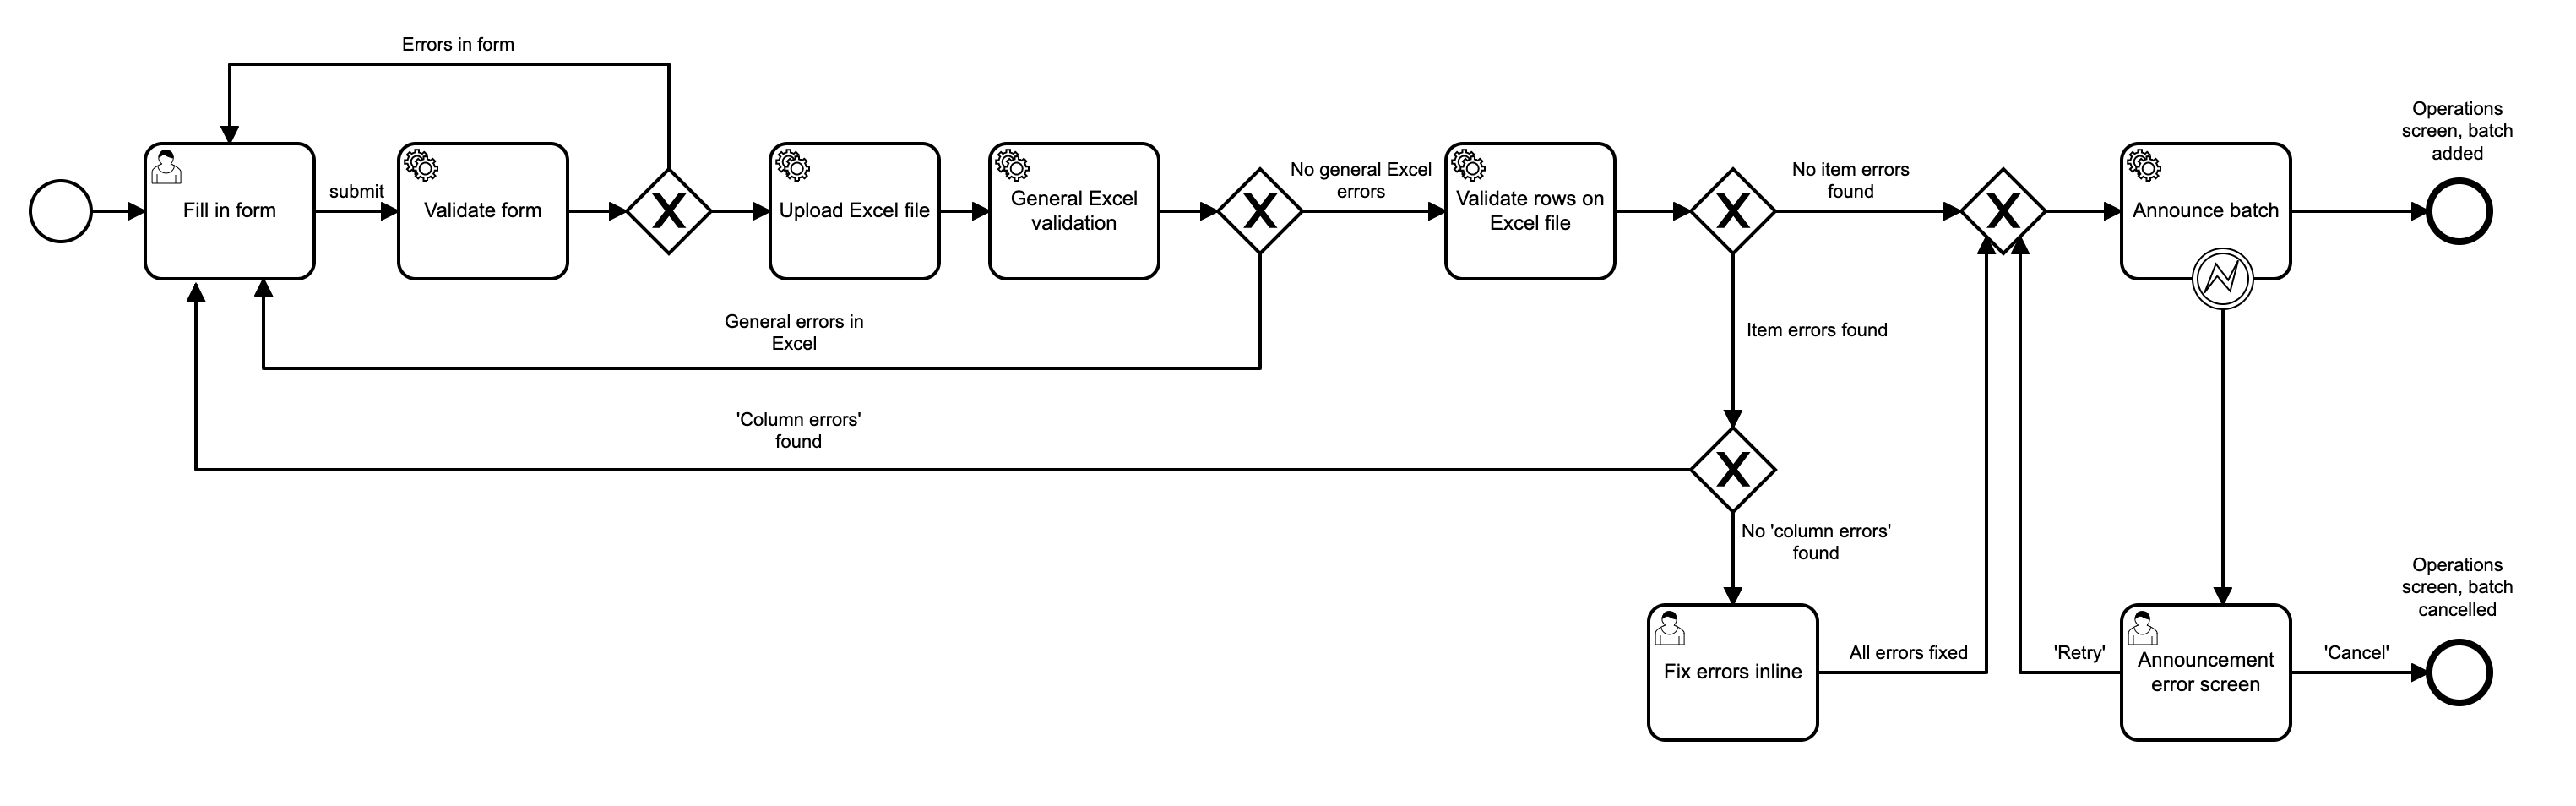 Errors in form
Operations
screen, batch
added
Fill in form
submit
Validate form
X
Upload Excel file
General Excel
validation
X
No general Excel
errors
Validate rows on
Excel file
X
No item errors
found
X
Announce batch
General errors in
Excel
Item errors found
'Column errors'
found
X
No 'column errors'
found
Operations
screen, batch
cancelled
Fix errors inline
All errors fixed
'Retry'
Announcement
error screen
'Cancel'